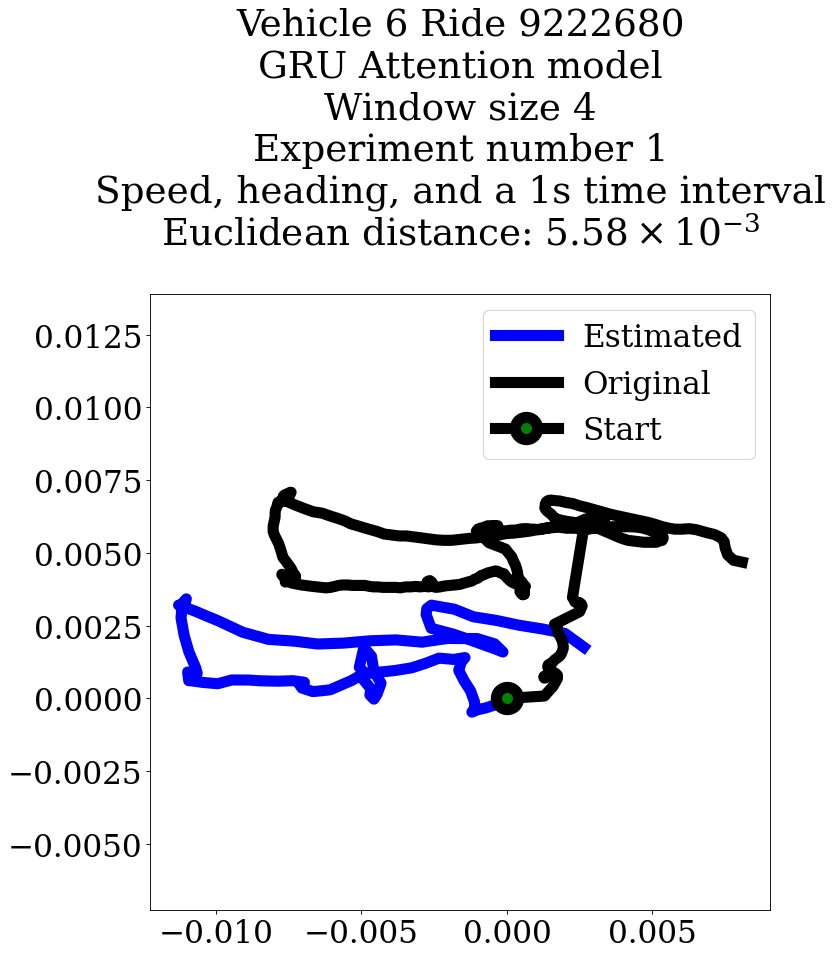 Vehicle 6 Ride 9222680
GRU Attention model
Window size 4
Experiment number 1
Speed, heading, and a 1s time interval
Euclidean distance: 5.58 × 10⁻³
Estimated
Original
Start
0.0125
0.0100
0.0075
0.0050
0.0025
0.0000
−0.0025
−0.0050
−0.010 −0.005 0.000 0.005